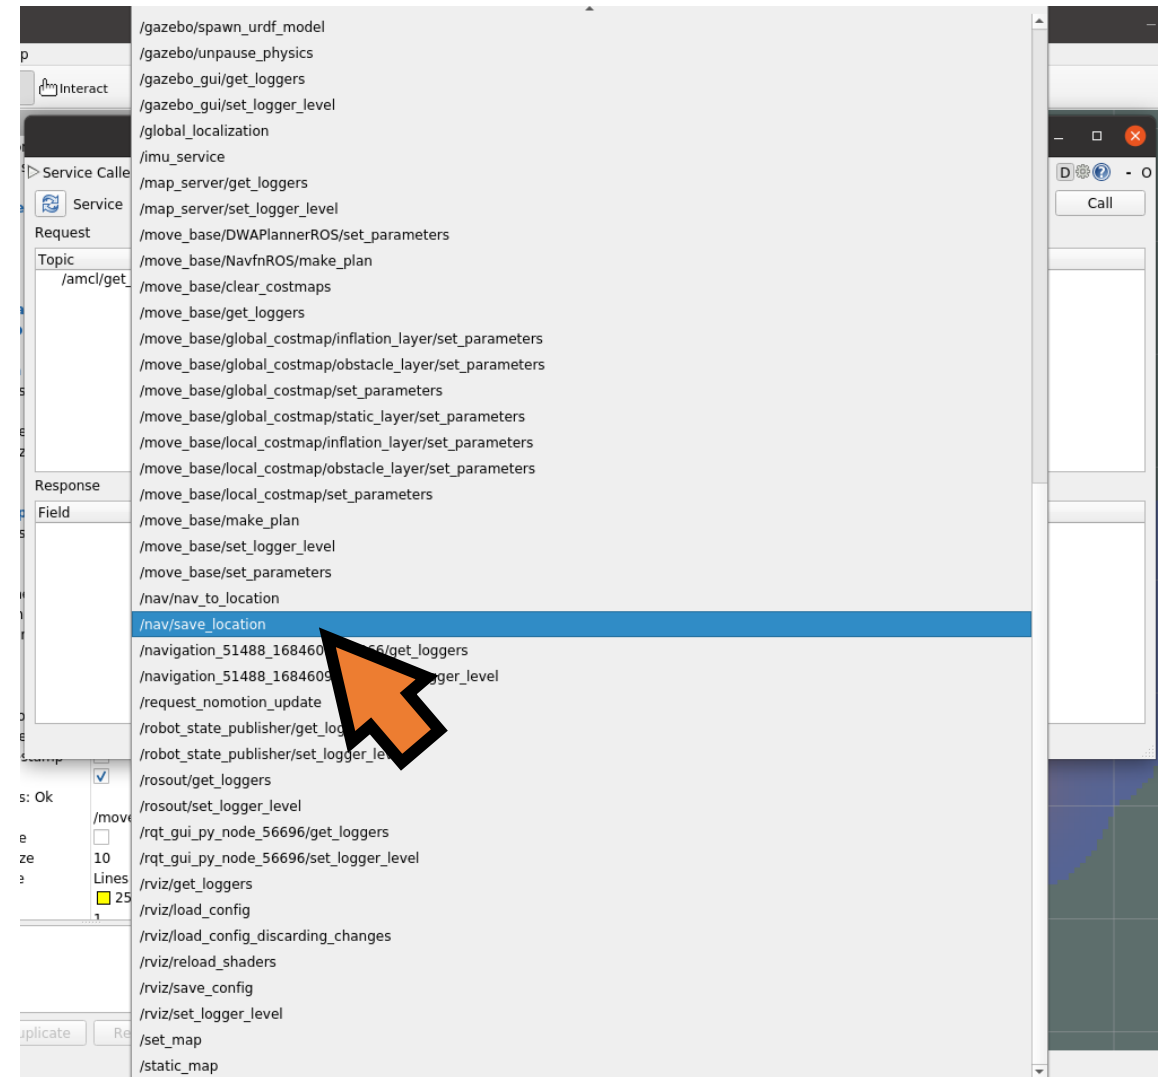 /gazebo/spawn_urdf_model
p
/gazebo/unpause_physics
Interact
/gazebo_gui/get_loggers
/gazebo_gui/set_logger_level
/global_localization
/imu_service
Service Calle
D
- O
/map_server/get_loggers
Service
/map_server/set_logger_level
Call
Request
/move_base/DWAPlannerROS/set_parameters
Topic
/move_base/NavfnROS/make_plan
/amcl/get_
/move_base/clear_costmaps
/move_base/get_loggers
/move_base/global_costmap/inflation_layer/set_parameters
/move_base/global_costmap/obstacle_layer/set_parameters
/move_base/global_costmap/set_parameters
/move_base/global_costmap/static_layer/set_parameters
/move_base/local_costmap/inflation_layer/set_parameters
/move_base/local_costmap/obstacle_layer/set_parameters
Response
/move_base/local_costmap/set_parameters
Field
/move_base/make_plan
/move_base/set_logger_level
/move_base/set_parameters
/nav/nav_to_location
/nav/save_location
/navigation_51488_168460 66/get_loggers
/navigation_51488_1684609 gger_level
/request_nomotion_update
/robot_state_publisher/get_log
/robot_state_publisher/set_logger_le
/rosout/get_loggers
s: Ok
/rosout/set_logger_level
/move
/rqt_gui_py_node_56696/get_loggers
e
/rqt_gui_py_node_56696/set_logger_level
ze
10
Lines
/rviz/get_loggers
25
/rviz/load_config
1
/rviz/load_config_discarding_changes
/rviz/reload_shaders
/rviz/save_config
/rviz/set_logger_level
uplicate
Re
/set_map
/static_map